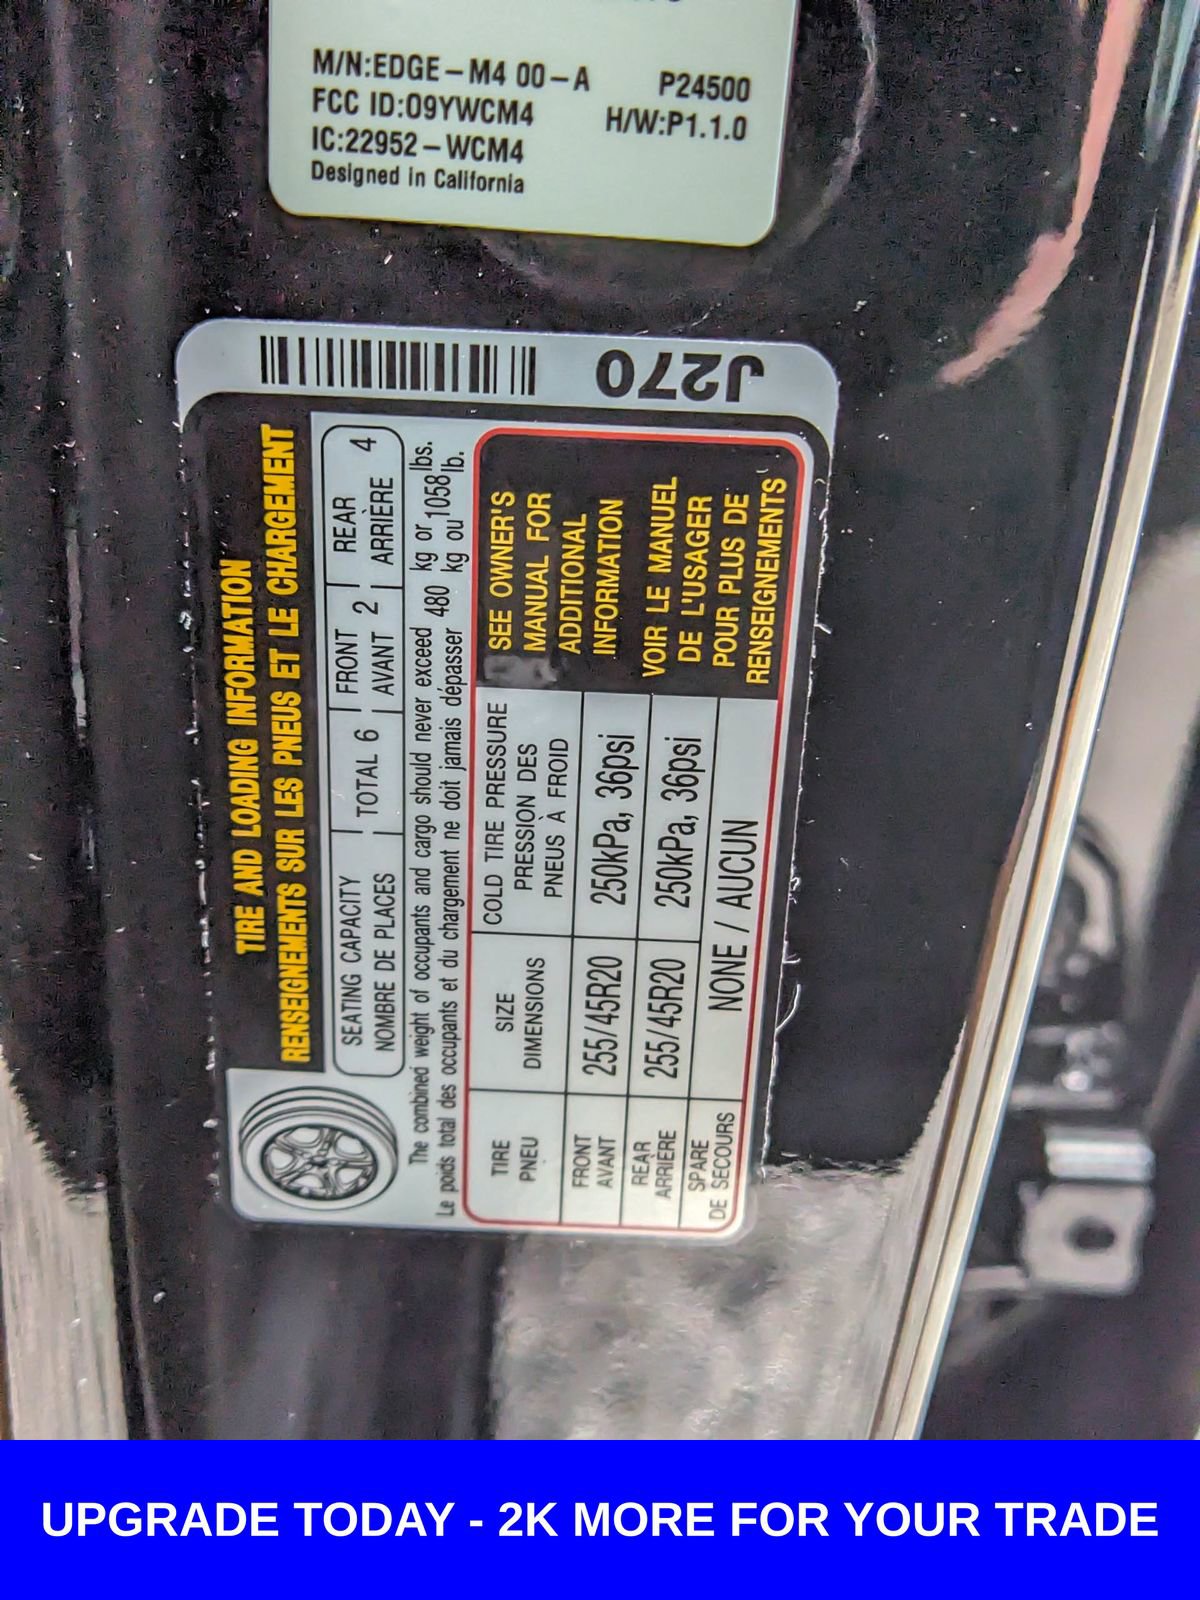 M/N:EDGE-M4 00-A P24500
FCC ID:O9YWCM4 H/W:P1.1.0
IC:22952-WCM4
Designed in California
J270
TIRE AND LOADING INFORMATION
RENSEIGNEMENTS SUR LES PNEUS ET LE CHARGEMENT
SEATING CAPACITY
NOMBRE DE PLACES
TOTAL 6
FRONT
AVANT 2
REAR
ARRIÈRE 4
The combined weight of occupants and cargo should never exceed 480 kg or 1058 lbs.
Le poids total des occupants et du chargement ne doit jamais dépasser 480 kg ou 1058 lb.
TIRE
PNEU
SIZE
DIMENSIONS
COLD TIRE PRESSURE
PRESSION DES
PNEUS À FROID
FRONT
AVANT
255/45R20
250kPa, 36psi
REAR
ARRIÈRE
255/45R20
250kPa, 36psi
SPARE
DE SECOURS
NONE / AUCUN
SEE OWNER'S
MANUAL FOR
ADDITIONAL
INFORMATION
VOIR LE MANUEL
DE L'USAGER
POUR PLUS DE
RENSEIGNEMENTS
UPGRADE TODAY - 2K MORE FOR YOUR TRADE